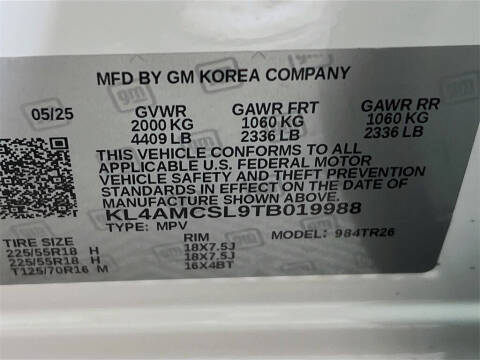 MFD BY GM KOREA COMPANY
05/25 GVWR GAWR FRT GAWR RR
2000 KG 1060 KG 1060 KG
4409 LB 2336 LB 2336 LB
THIS VEHICLE CONFORMS TO ALL
APPLICABLE U.S. FEDERAL MOTOR
VEHICLE SAFETY AND THEFT PREVENTION
STANDARDS IN EFFECT ON THE DATE OF
MANUFACTURE SHOWN ABOVE.
KL4AMCSL9TB019988
TYPE: MPV MODEL: 984TR26
TIRE SIZE RIM
225/55R18 H 18X7.5J
225/55R18 H 18X7.5J
T125/70R16 M 16X4BT